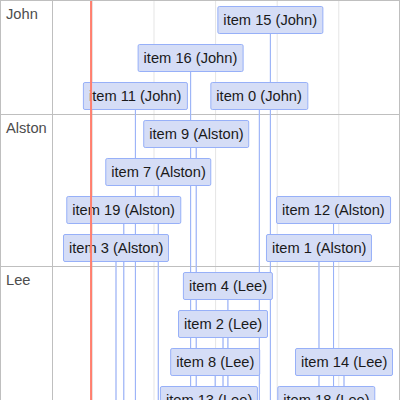 John
item 15 (John)
item 16 (John)
item 11 (John)
item 0 (John)
Alston
item 9 (Alston)
item 7 (Alston)
item 19 (Alston)
item 12 (Alston)
item 3 (Alston)
item 1 (Alston)
Lee
item 4 (Lee)
item 2 (Lee)
item 8 (Lee)
item 14 (Lee)
item 13 (Lee)
item 18 (Lee)